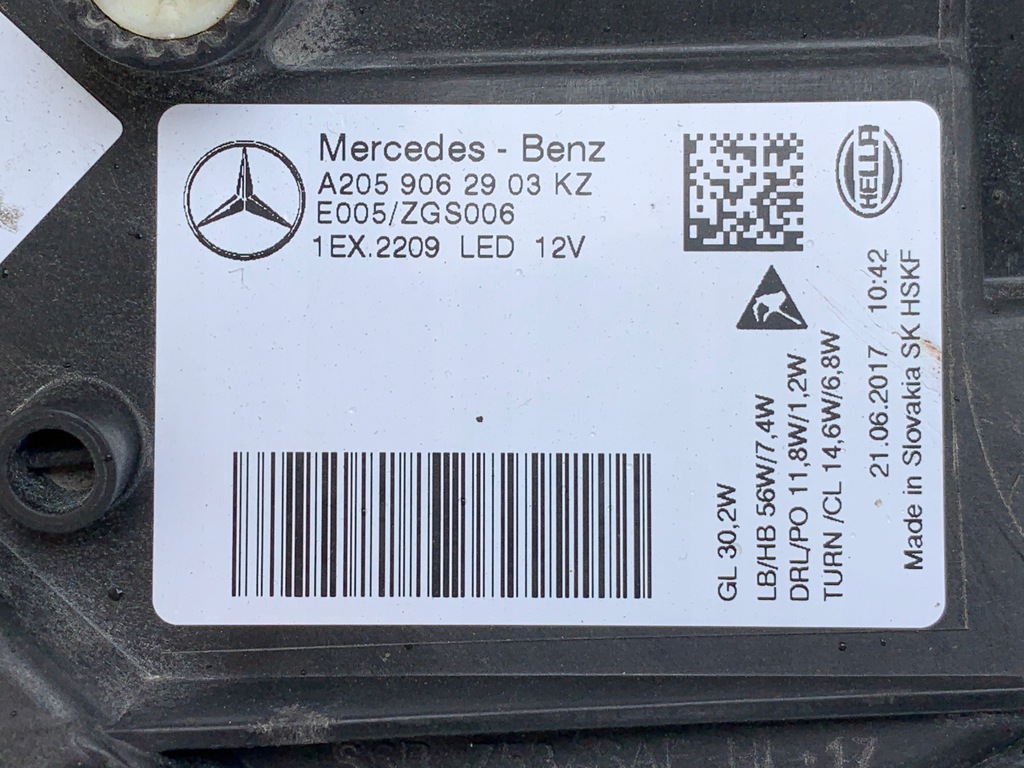 Mercedes - Benz
A205 906 29 03 KZ
E005/ZGS006
1EX.2209 LED 12V
HELLA
GL 30,2W
LB/HB 56W/7,4W
DRL/PO 11,8W/1,2W
TURN /CL 14,6W/6,8W
21.06.2017 10:42
Made in Slovakia SK HSKF